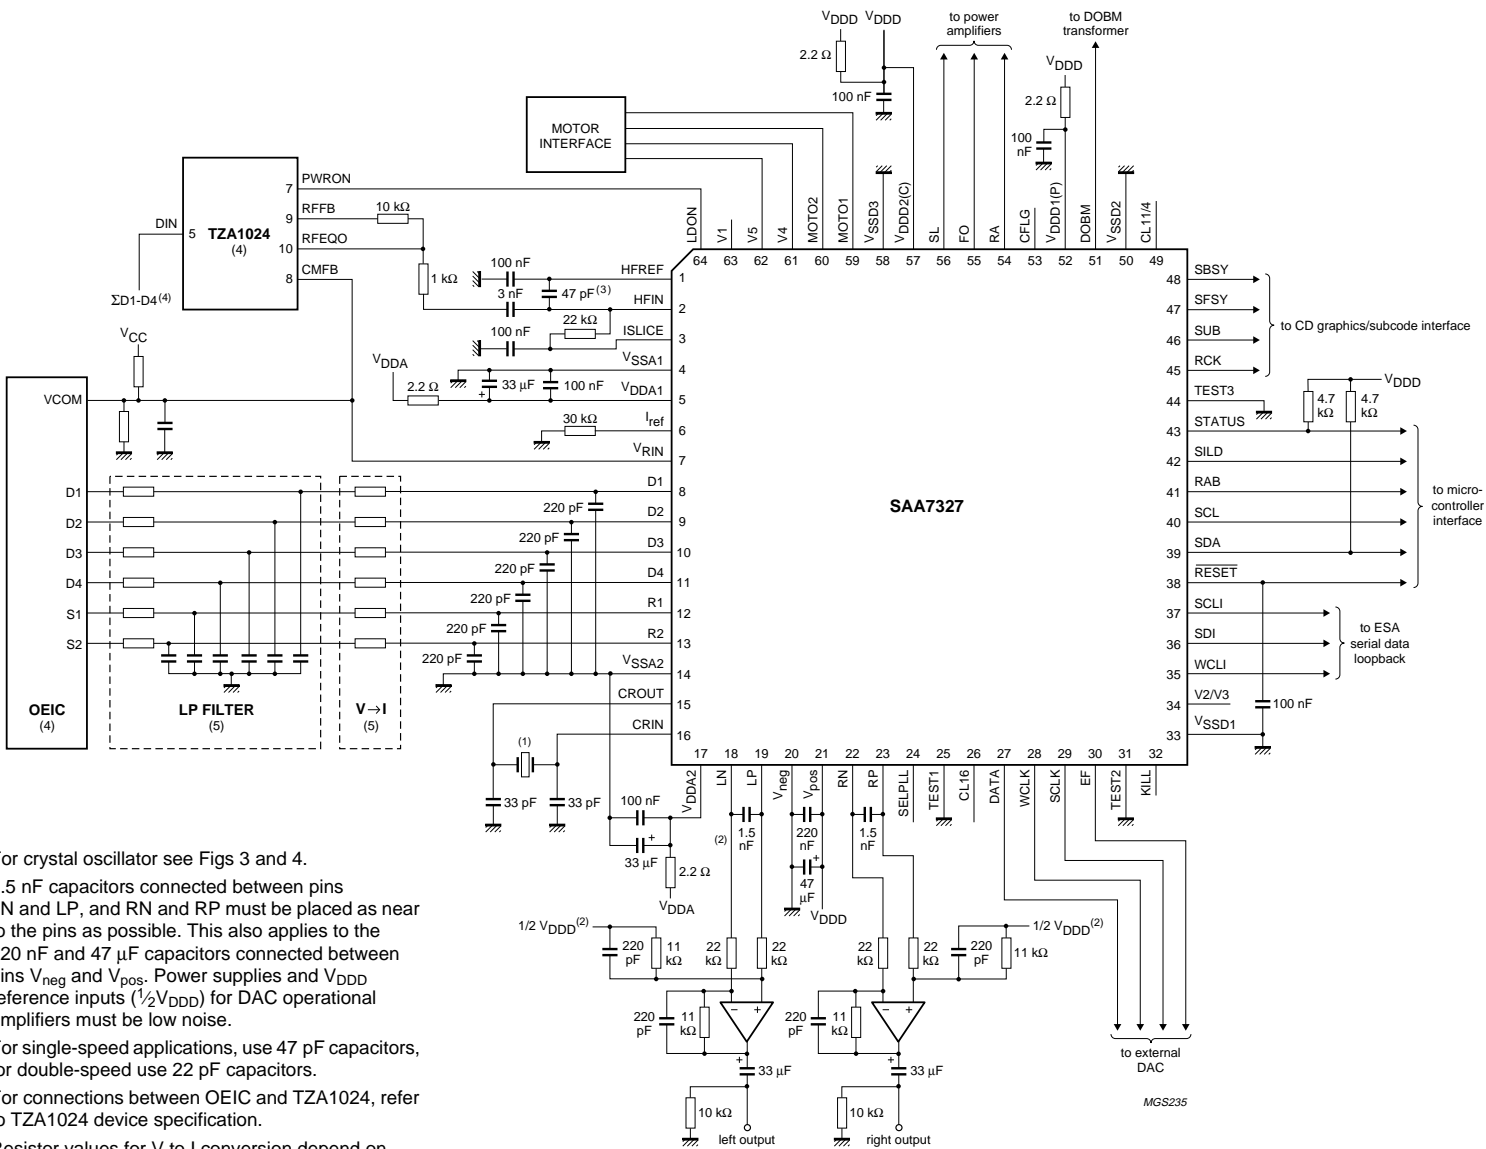 VDDD VDDD
to power
amplifiers
to DOBM
transformer
2.2 Ω
100 nF
VDDD
2.2 Ω
100
nF
MOTOR
INTERFACE
TZA1024
(4)
DIN
5
ΣD1-D4(4)
7 PWRON
9 RFFB
10 RFEQO
8 CMFB
10 kΩ
1 kΩ
LDON
V1
V5
V4
MOTO2
MOTO1
VSSD3
VDDD2(C)
SL
FO
RA
CFLG
VDDD1(P)
DOBM
VSSD2
CL11/4
64 63 62 61 60 59 58 57 56 55 54 53 52 51 50 49
100 nF
HFREF
1
47 pF(3)
3 nF
HFIN
2
22 kΩ
100 nF
ISLICE
3
VSSA1
4
33 µF
+
100 nF
VDDA
2.2 Ω
VDDA1
5
30 kΩ
Iref
6
VRIN
7
VCC
VCOM
D1
D2
D3
D4
S1
S2
OEIC
(4)
LP FILTER
(5)
V→I
(5)
D1
8
220 pF
D2
9
220 pF
D3
10
220 pF
D4
11
220 pF
R1
12
220 pF
R2
13
220 pF
VSSA2
14
CROUT
15
CRIN
16
(1)
33 pF
33 pF
SAA7327
48 SBSY
47 SFSY
46 SUB
45 RCK
to CD graphics/subcode interface
44 TEST3
VDDD
4.7
kΩ
4.7
kΩ
43 STATUS
42 SILD
41 RAB
40 SCL
39 SDA
38 RESET
to micro-
controller
interface
37 SCLI
36 SDI
35 WCLI
to ESA
serial data
loopback
34 V2/V3
33 VSSD1
100 nF
17 18 19 20 21 22 23 24 25 26 27 28 29 30 31 32
VDDA2
LN
LP
Vneg
Vpos
RN
RP
SELPLL
TEST1
CL16
DATA
WCLK
SCLK
EF
TEST2
KILL
100 nF
33 µF
+
2.2 Ω
VDDA
(2)
1.5
nF
220
nF
+
47
µF
VDDD
1.5
nF
1/2 VDDD(2)
220
pF
11
kΩ
22
kΩ
22
kΩ
22
kΩ
22
kΩ
1/2 VDDD(2)
220
pF
11 kΩ
220
pF
11
kΩ
− +
+
33 µF
10 kΩ
left output
220
pF
11
kΩ
− +
+
33 µF
10 kΩ
right output
to external
DAC
MGS235
or crystal oscillator see Figs 3 and 4.
.5 nF capacitors connected between pins
N and LP, and RN and RP must be placed as near
o the pins as possible. This also applies to the
20 nF and 47 µF capacitors connected between
ins Vneg and Vpos. Power supplies and VDDD
eference inputs (½VDDD) for DAC operational
mplifiers must be low noise.
or single-speed applications, use 47 pF capacitors,
or double-speed use 22 pF capacitors.
or connections between OEIC and TZA1024, refer
o TZA1024 device specification.
Resistor values for V to I conversion depend on